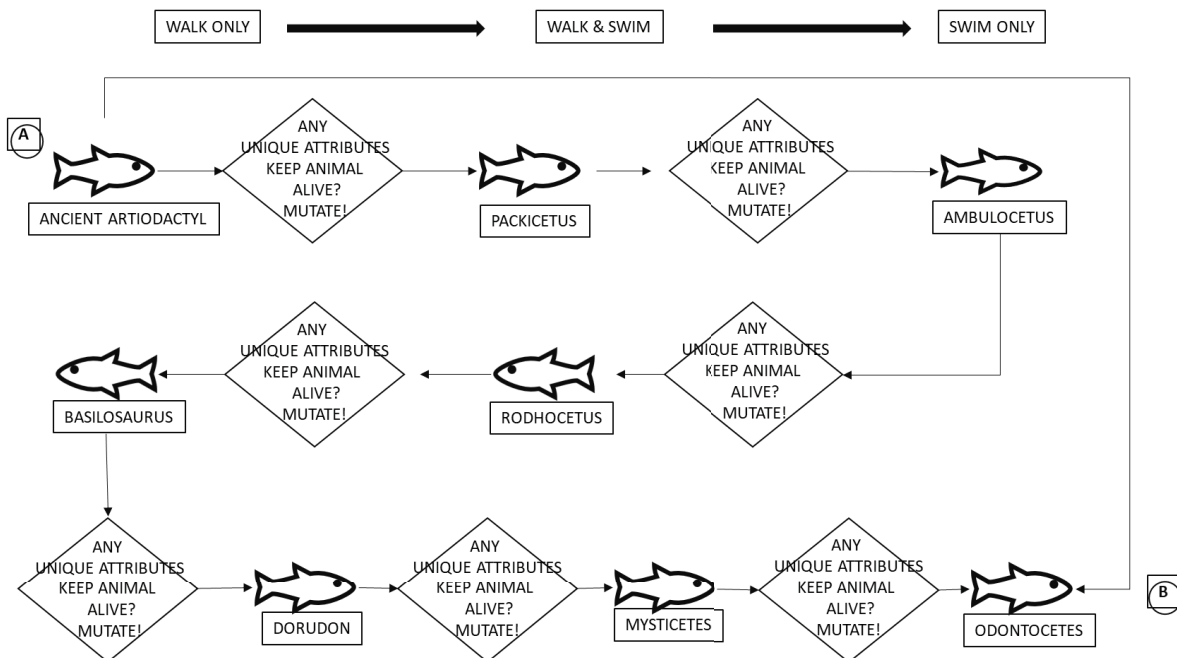 WALK ONLY
WALK & SWIM
SWIM ONLY
A
ANY
UNIQUE ATTRIBUTES
KEEP ANIMAL
ALIVE?
MUTATE!
ANY
UNIQUE ATTRIBUTES
KEEP ANIMAL
ALIVE?
MUTATE!
ANCIENT ARTIODACTYL
PACKICETUS
AMBULOCETUS
ANY
UNIQUE ATTRIBUTES
KEEP ANIMAL
ALIVE?
MUTATE!
ANY
UNIQUE ATTRIBUTES
KEEP ANIMAL
ALIVE?
MUTATE!
BASILOSAURUS
RODHOCETUS
ANY
UNIQUE ATTRIBUTES
KEEP ANIMAL
ALIVE?
MUTATE!
ANY
UNIQUE ATTRIBUTES
KEEP ANIMAL
ALIVE?
MUTATE!
ANY
UNIQUE ATTRIBUTES
KEEP ANIMAL
ALIVE?
MUTATE!
B
DORUDON
MYSTICETES
ODONTOCETES